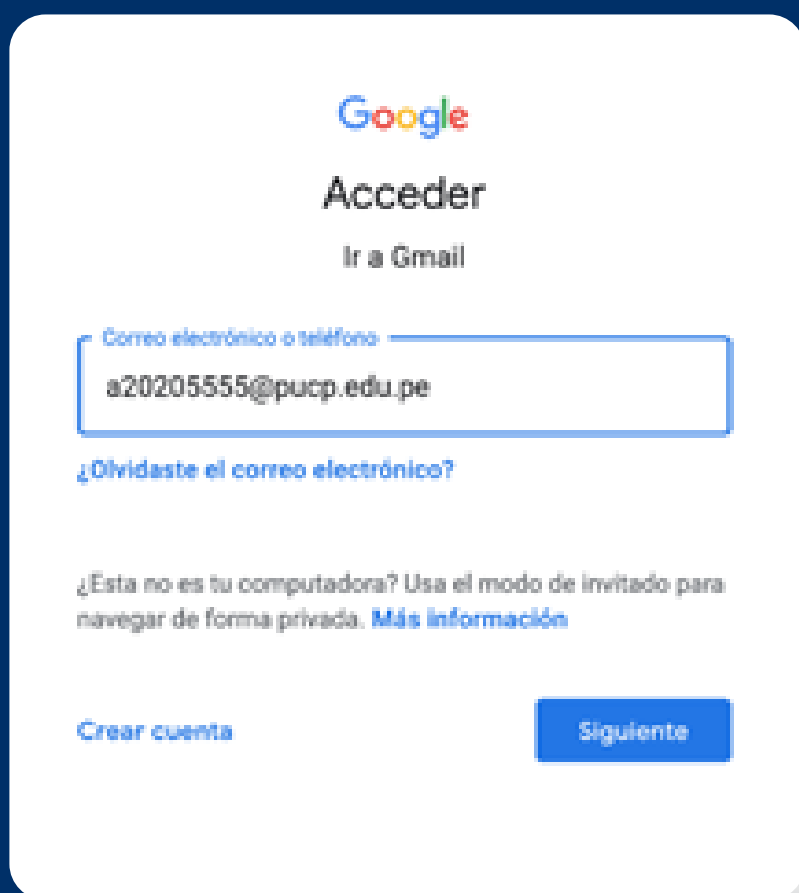 Google
Acceder
Ir a Gmail
Correo electrónico o teléfono
a20205555@pucp.edu.pe
¿Olvidaste el correo electrónico?
¿Esta no es tu computadora? Usa el modo de invitado para
navegar de forma privada. Más información
Crear cuenta
Siguiente